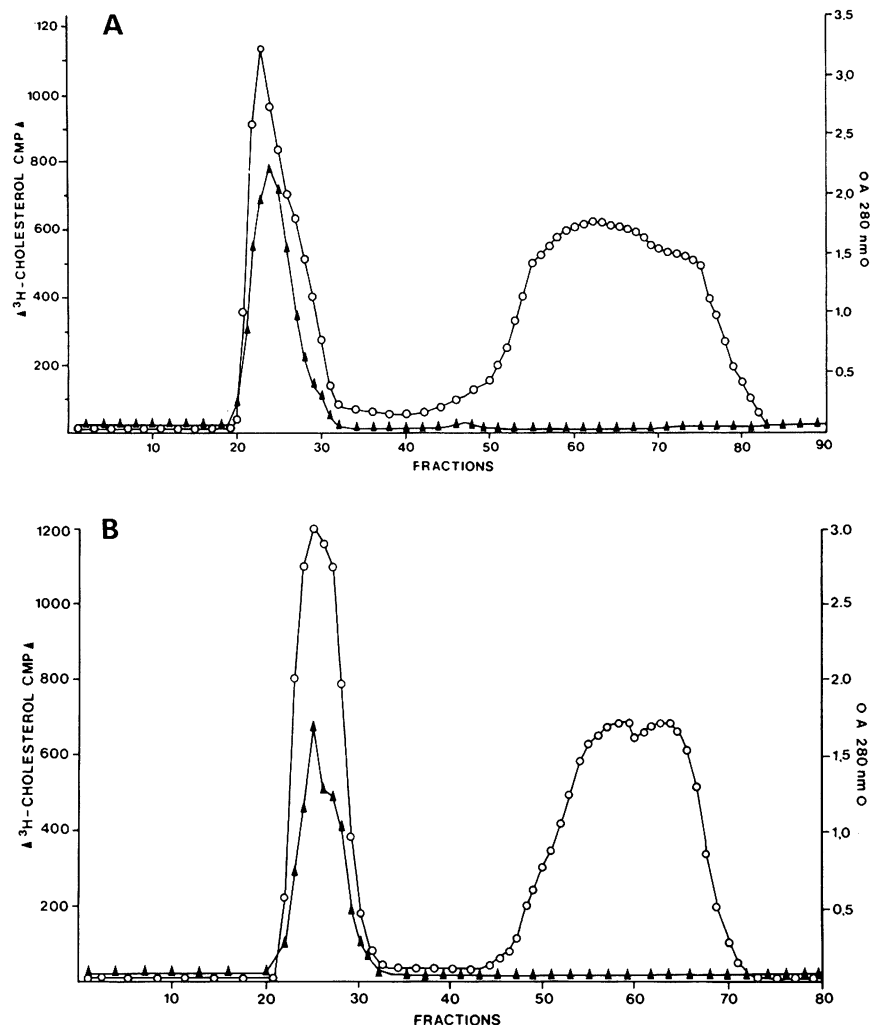 A
120
1000
800
600
400
200
▲ ³H-CHOLESTEROL CMP ▲
3.5
3,0
2,5
2,0
1,5
1,0
0,5
O A 280 nm O
10 20 30 40 50 60 70 80 90
FRACTIONS
B
1200
1000
800
600
400
200
▲ ³H-CHOLESTEROL CMP ▲
3.0
2.5
2.0
1.5
1,0
0,5
O A 280 nm O
10 20 30 40 50 60 70 80
FRACTIONS